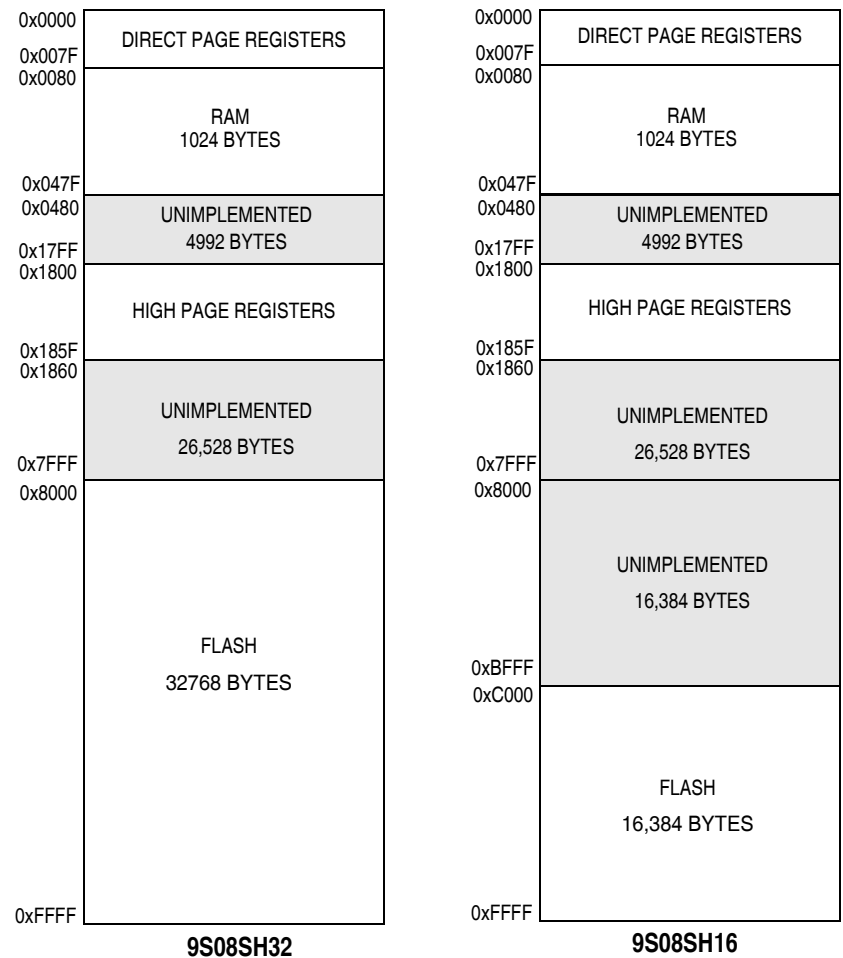 0x0000
DIRECT PAGE REGISTERS
0x007F
0x0080
RAM
1024 BYTES
0x047F
0x0480
UNIMPLEMENTED
4992 BYTES
0x17FF
0x1800
HIGH PAGE REGISTERS
0x185F
0x1860
UNIMPLEMENTED
26,528 BYTES
0x7FFF
0x8000
FLASH
32768 BYTES
0xFFFF
9S08SH32
0x0000
DIRECT PAGE REGISTERS
0x007F
0x0080
RAM
1024 BYTES
0x047F
0x0480
UNIMPLEMENTED
4992 BYTES
0x17FF
0x1800
HIGH PAGE REGISTERS
0x185F
0x1860
UNIMPLEMENTED
26,528 BYTES
0x7FFF
0x8000
UNIMPLEMENTED
16,384 BYTES
0xBFFF
0xC000
FLASH
16,384 BYTES
0xFFFF
9S08SH16